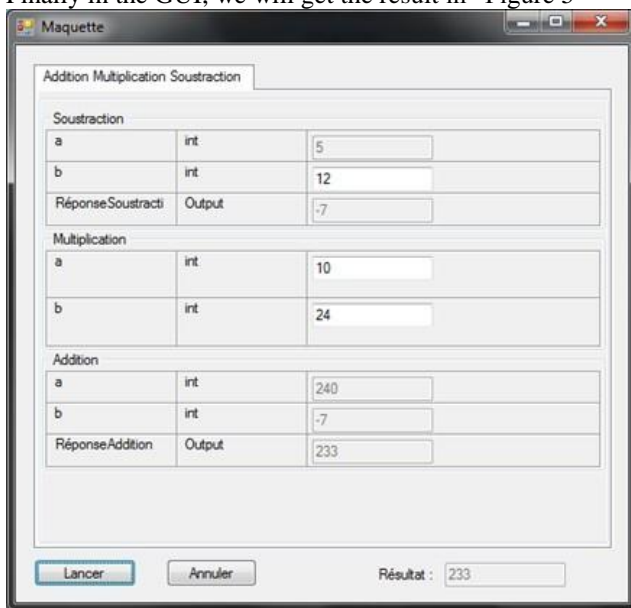 Finally in the GUI, we will get the result in "Figure 5"
Maquette
Addition Multiplication Soustraction
Soustraction
a int 5
b int 12
RéponseSoustracti Output -7
Multiplication
a int 10
b int 24
Addition
a int 240
b int -7
RéponseAddition Output 233
Lancer Annuler Résultat : 233